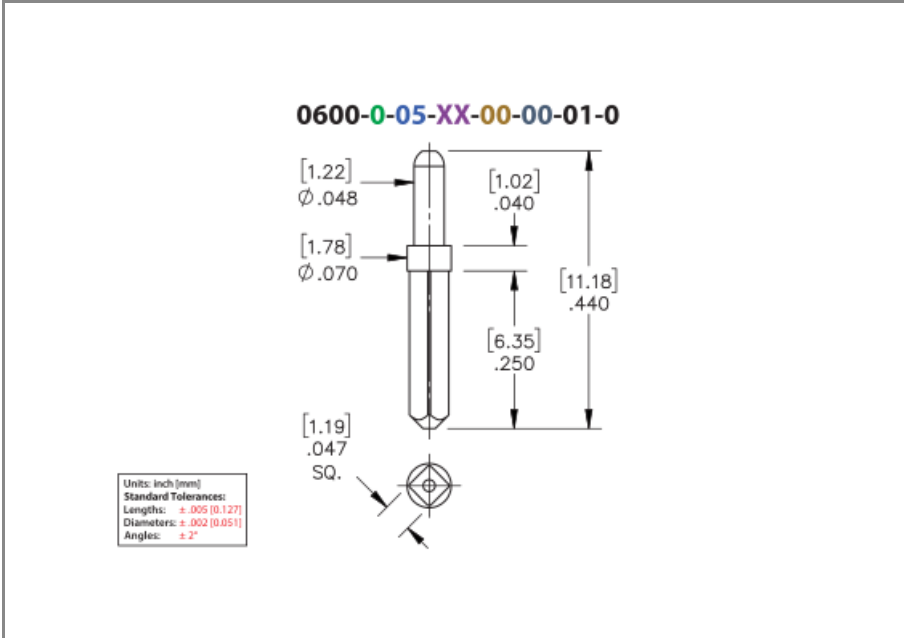 0600-0-05-XX-00-00-01-0
[1.22]
∅.048
[1.02]
.040
[1.78]
∅.070
[11.18]
.440
[6.35]
.250
[1.19]
.047
SQ.
Units: inch [mm]
Standard Tolerances:
Lengths: ± .005 [0.127]
Diameters: ± .002 [0.051]
Angles: ± 2°